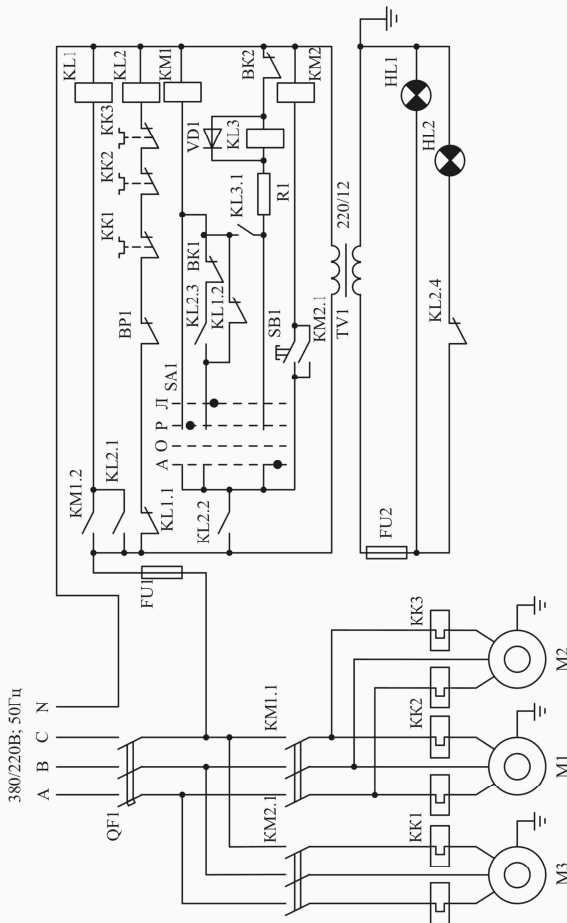 380/220В; 50Гц
A B C N
QF1
FU1
KM1.2
KL2.1
KL1.1
KL2.2
А О Р Л
SA1
BP1
KK1
KK2
KK3
KL1
KL2
KM1
KL2.3
BK1
KL1.2
KL3.1
VD1
KL3
R1
BK2
KM2
SB1
KM2.1
TV1
220/12
FU2
KL2.4
HL1
HL2
KM2.1
KM1.1
KK1
KK2
KK3
M3
M1
M2